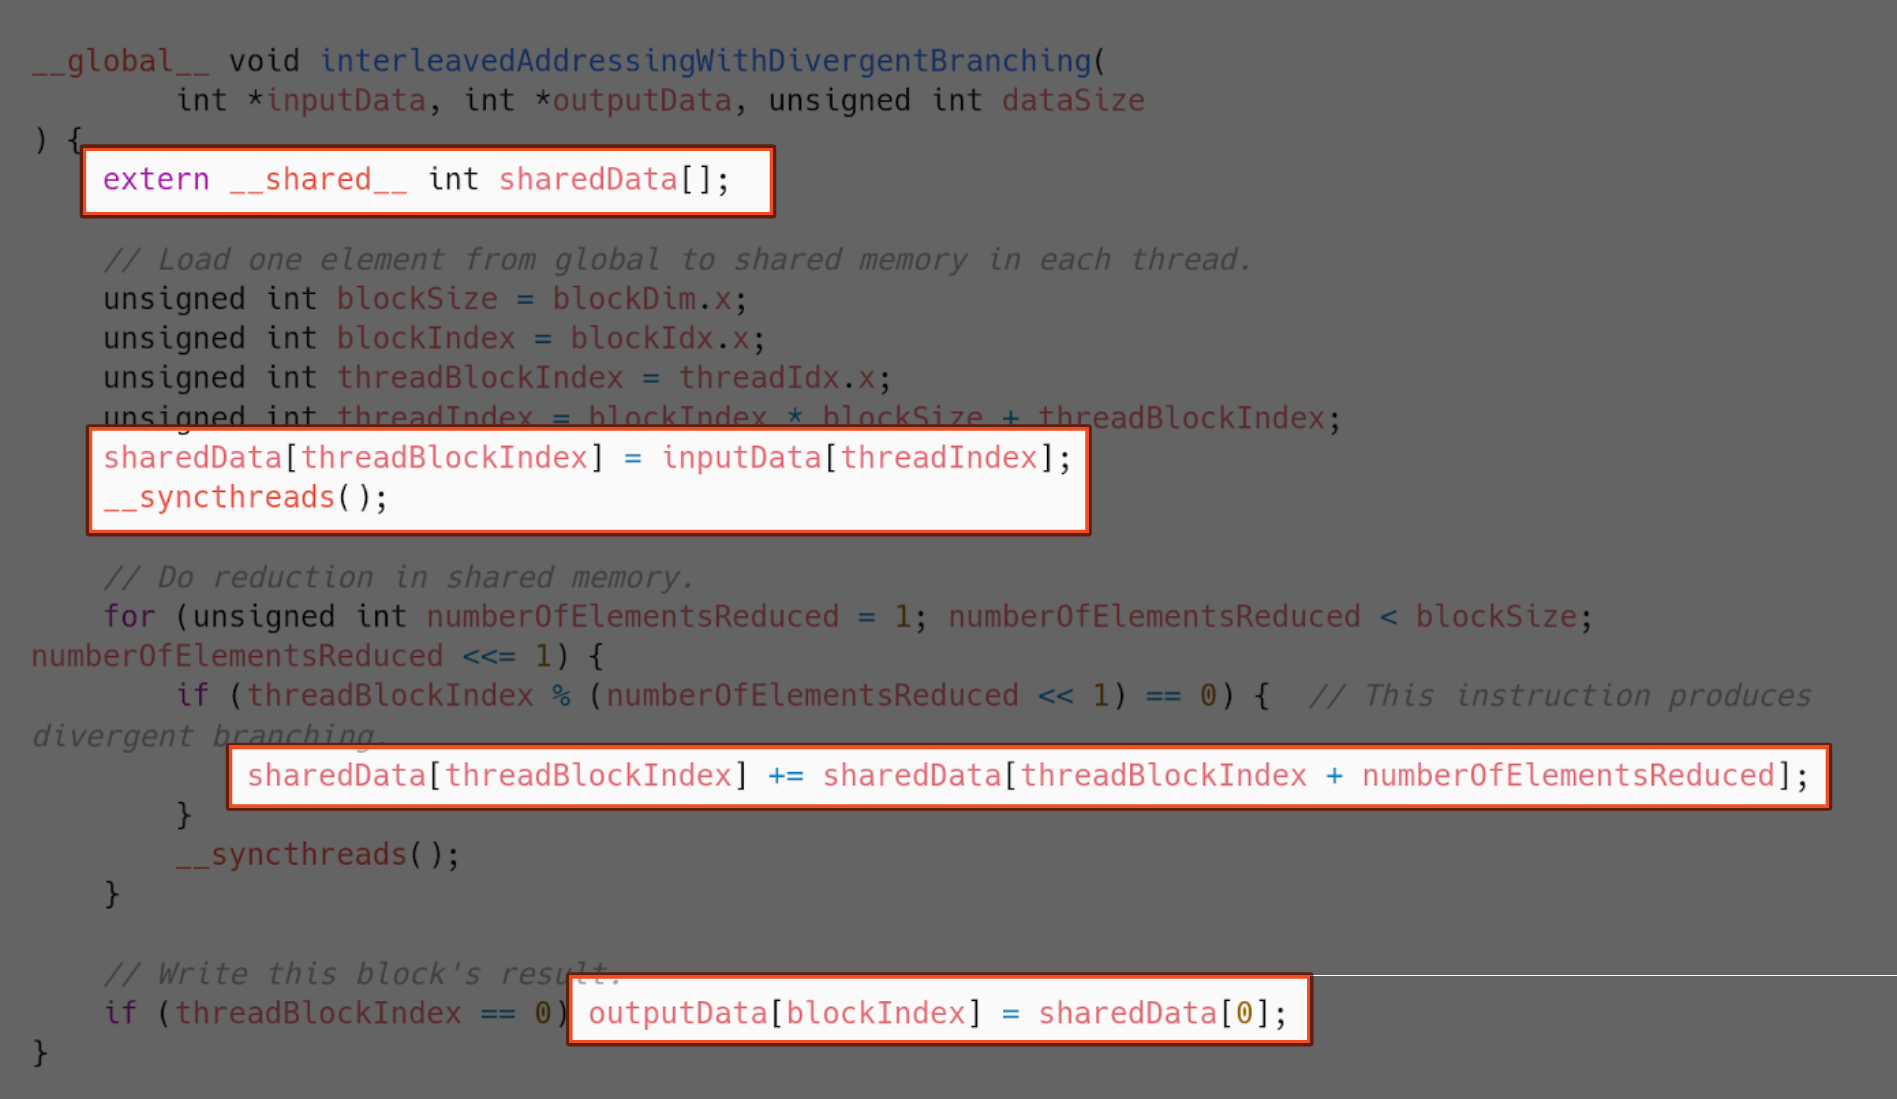 __global__ void interleavedAddressingWithDivergentBranching(
int *inputData, int *outputData, unsigned int dataSize
) {
extern __shared__ int sharedData[];
// Load one element from global to shared memory in each thread.
unsigned int blockSize = blockDim.x;
unsigned int blockIndex = blockIdx.x;
unsigned int threadBlockIndex = threadIdx.x;
unsigned int threadIndex = blockIndex * blockSize + threadBlockIndex;
sharedData[threadBlockIndex] = inputData[threadIndex];
__syncthreads();
// Do reduction in shared memory.
for (unsigned int numberOfElementsReduced = 1; numberOfElementsReduced < blockSize;
numberOfElementsReduced <<= 1) {
if (threadBlockIndex % (numberOfElementsReduced << 1) == 0) {  // This instruction produces
divergent branching.
sharedData[threadBlockIndex] += sharedData[threadBlockIndex + numberOfElementsReduced];
}
__syncthreads();
}
// Write this block's result.
if (threadBlockIndex == 0) outputData[blockIndex] = sharedData[0];
}